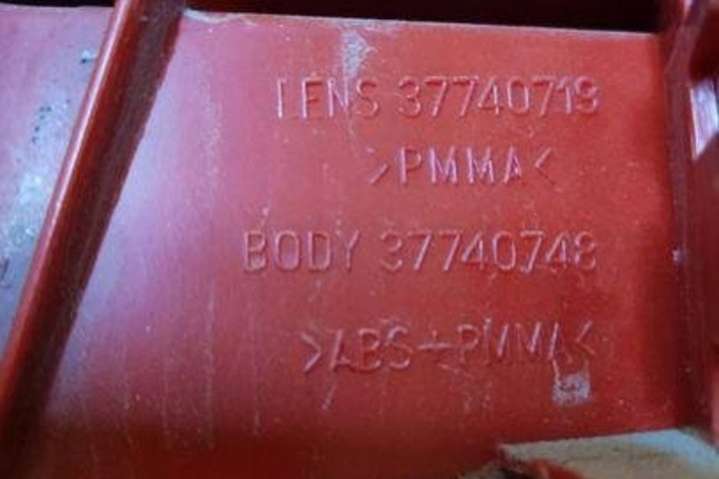 LENS 37740719
>PMMA<
BODY 37740748
>ABS+PMMA<